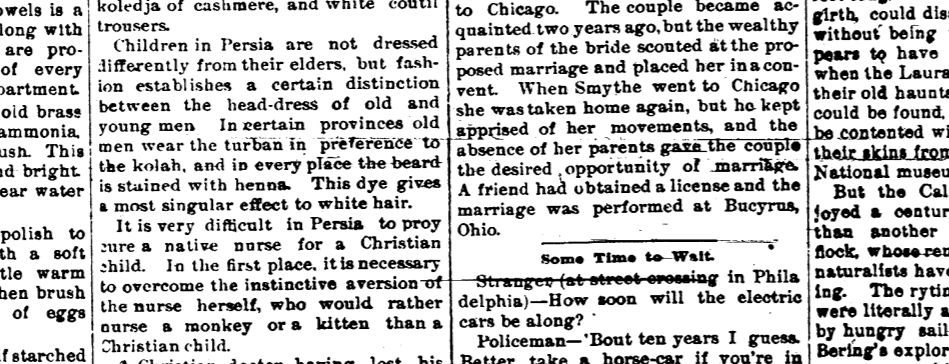 owels is a
long with
are pro-
of every
partment.
old brass
ammonia,
ush. This
nd bright.
ear water
polish to
th a soft
tle warm
hen brush
of eggs
f starched
koledja of cashmere, and white coutil
trousers.
Children in Persia are not dressed
differently from their elders, but fash-
ion establishes a certain distinction
between the head-dress of old and
young men In certain provinces old
men wear the turban in preference to
the kolah, and in every place the beard
is stained with henna. This dye gives
a most singular effect to white hair.
It is very difficult in Persia to proy
cure a native nurse for a Christian
child. In the first place, it is necessary
to overcome the instinctive aversion of
the nurse herself, who would rather
nurse a monkey or a kitten than a
Christian child.
A Christian doctor having lost his
to Chicago. The couple became ac-
quainted two years ago, but the wealthy
parents of the bride scouted at the pro-
posed marriage and placed her in a con-
vent. When Smythe went to Chicago
she was taken home again, but he kept
apprised of her movements, and the
absence of her parents gave the couple
the desired opportunity of marriage.
A friend had obtained a license and the
marriage was performed at Bucyrus,
Ohio.
Some Time to Wait.
Stranger (at street crossing in Phila
delphia)—How soon will the electric
cars be along?
Policeman—'Bout ten years I guess.
Better take a horse-car if you're in
girth, could dis
without being
pears to have
when the Laura
their old haunts
could be found,
be contented wi
their skins from
National museu
But the Cal
joyed a centur
than another
flock, whose ren
naturalists have
ing. The rytin
were literally a
by hungry sail
Bering's explor